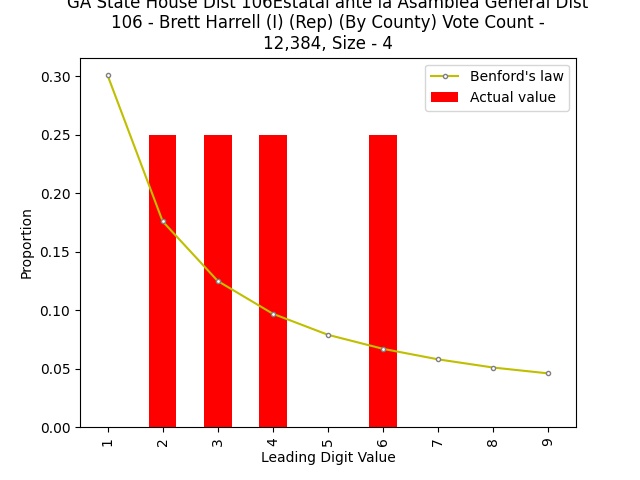 GA State House Dist 106Estatal ante la Asamblea General Dist
106 - Brett Harrell (I) (Rep) (By County) Vote Count -
12,384, Size - 4
Benford's law
Actual value
0.30
0.25
0.20
0.15
0.10
0.05
0.00
Proportion
1 2 3 4 5 6 7 8 9
Leading Digit Value